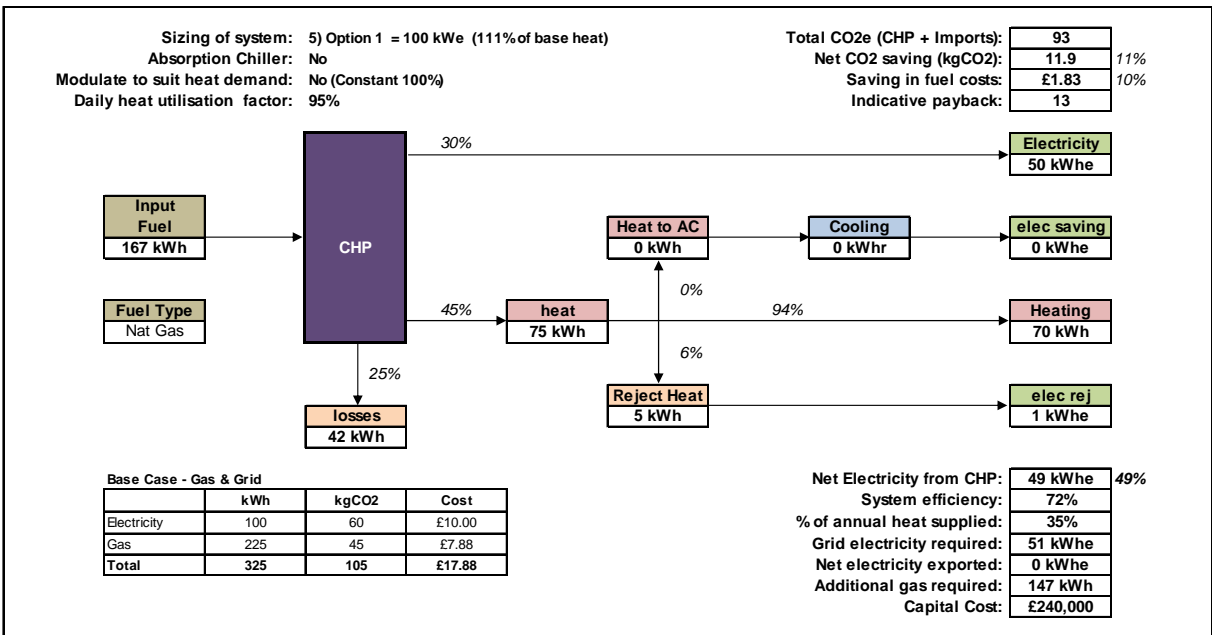 Sizing of system: 5) Option 1 = 100 kWe (111% of base heat)
Absorption Chiller: No
Modulate to suit heat demand: No (Constant 100%)
Daily heat utilisation factor: 95%
Total CO2e (CHP + Imports): 93
Net CO2 saving (kgCO2): 11.9 11%
Saving in fuel costs: £1.83 10%
Indicative payback: 13
30%
Electricity
50 kWhe
Input
Fuel
167 kWh
CHP
Heat to AC
0 kWh
Cooling
0 kWhr
elec saving
0 kWhe
0%
Fuel Type
Nat Gas
45%
heat
75 kWh
94%
Heating
70 kWh
6%
25%
losses
42 kWh
Reject Heat
5 kWh
elec rej
1 kWhe
Base Case - Gas & Grid
kWh kgCO2 Cost
Electricity 100 60 £10.00
Gas 225 45 £7.88
Total 325 105 £17.88
Net Electricity from CHP: 49 kWhe 49%
System efficiency: 72%
% of annual heat supplied: 35%
Grid electricity required: 51 kWhe
Net electricity exported: 0 kWhe
Additional gas required: 147 kWh
Capital Cost: £240,000